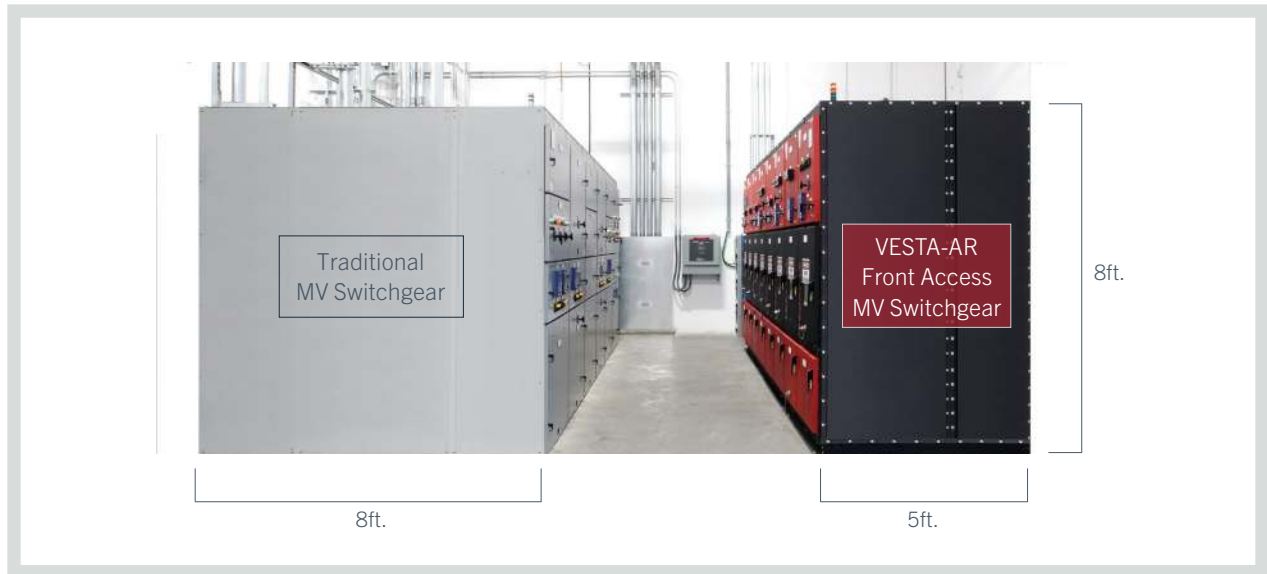 Traditional
MV Switchgear
VESTA-AR
Front Access
MV Switchgear
8ft.
8ft.
5ft.